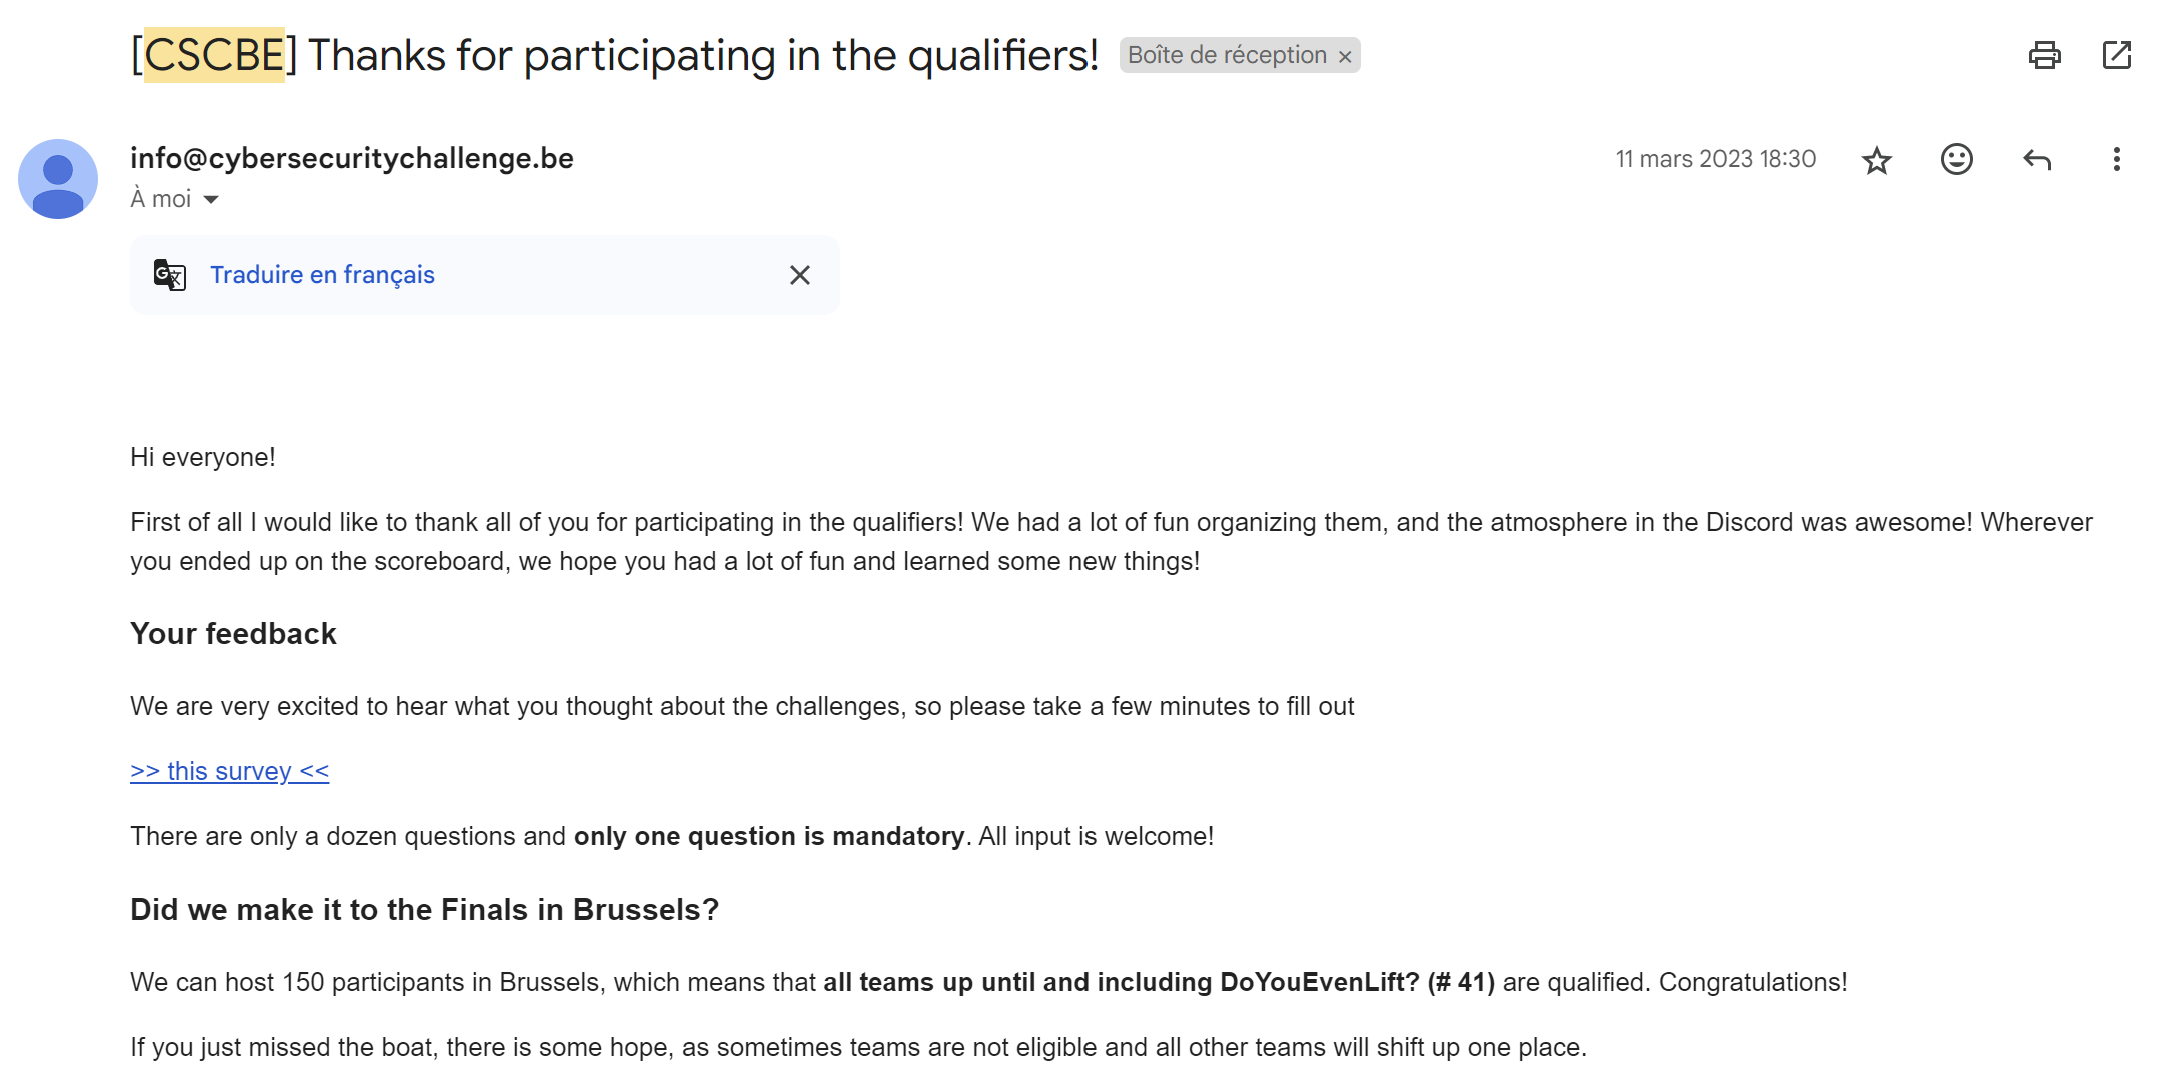 [CSCBE] Thanks for participating in the qualifiers! Boîte de réception ×
info@cybersecuritychallenge.be 11 mars 2023 18:30
À moi
Traduire en français
Hi everyone!
First of all I would like to thank all of you for participating in the qualifiers! We had a lot of fun organizing them, and the atmosphere in the Discord was awesome! Wherever
you ended up on the scoreboard, we hope you had a lot of fun and learned some new things!
Your feedback
We are very excited to hear what you thought about the challenges, so please take a few minutes to fill out
>> this survey <<
There are only a dozen questions and only one question is mandatory. All input is welcome!
Did we make it to the Finals in Brussels?
We can host 150 participants in Brussels, which means that all teams up until and including DoYouEvenLift? (# 41) are qualified. Congratulations!
If you just missed the boat, there is some hope, as sometimes teams are not eligible and all other teams will shift up one place.